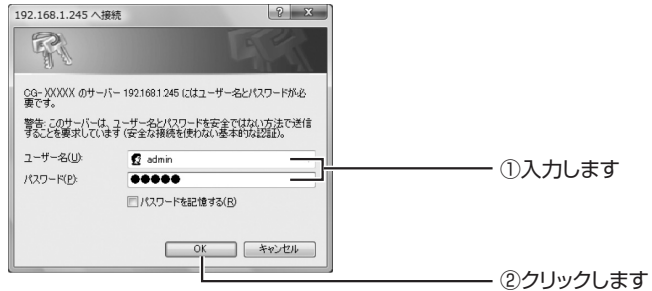 192.168.1.245 へ接続
CG-XXXXX のサーバー 192.168.1.245 にはユーザー名とパスワードが必
要です。
警告: このサーバーは、ユーザー名とパスワードを安全ではない方法で送信
することを要求しています (安全な接続を使わない基本的な認証)。
ユーザー名(U):
admin
パスワード(P):
●●●●●
パスワードを記憶する(R)
OK
キャンセル
①入力します
②クリックします